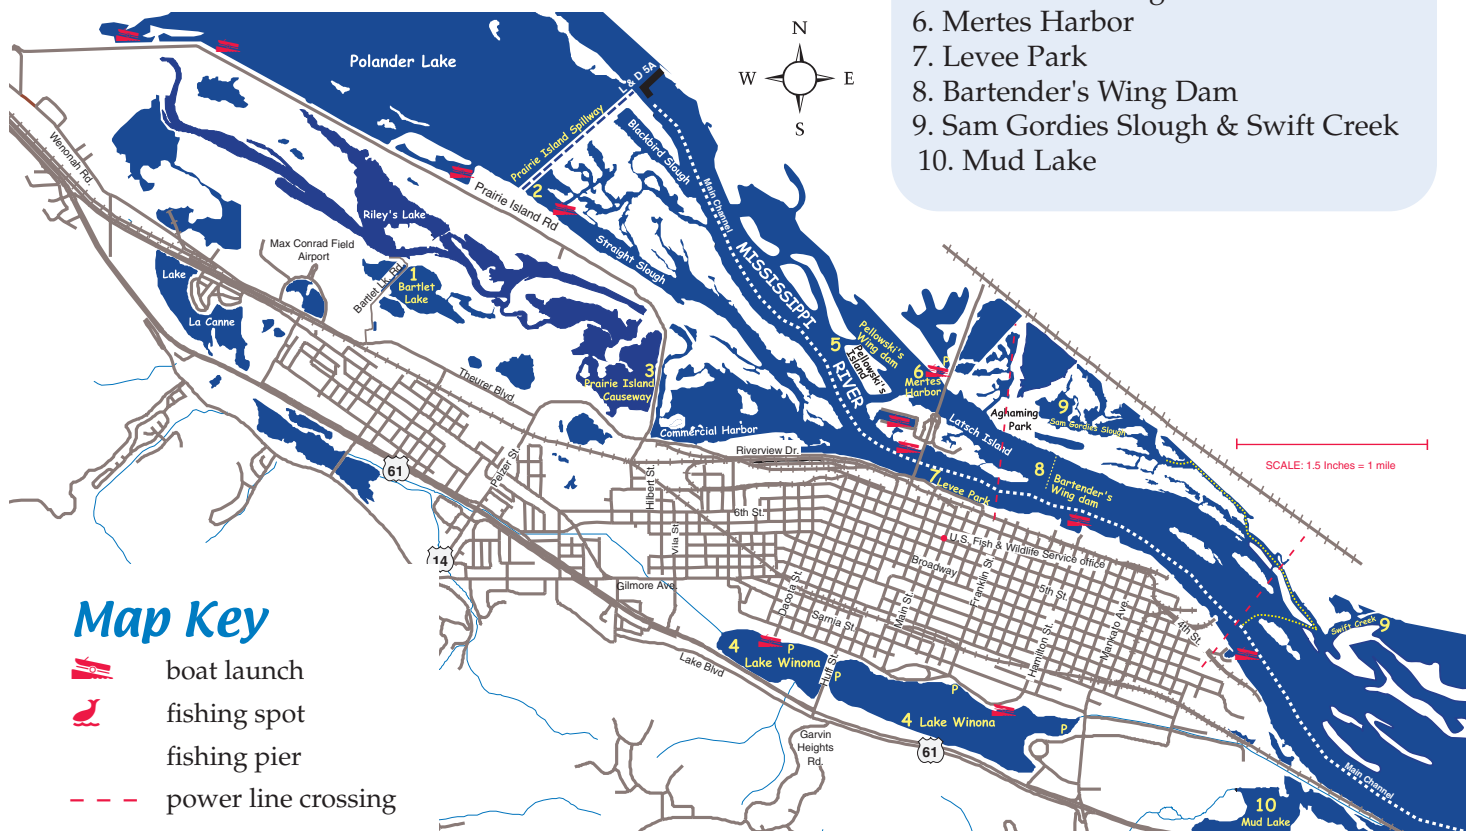 6. Mertes Harbor
7. Levee Park
8. Bartender's Wing Dam
9. Sam Gordies Slough & Swift Creek
10. Mud Lake
N
W
E
S
Polander Lake
L & D 5A
Prairie Island Spillway
Blackbird Slough
Main Channel
Wenonah Rd.
2
Prairie Island Rd
Riley's Lake
Straight Slough
MISSISSIPPI
RIVER
Max Conrad Field
Airport
Bartlet Lk. Rd.
1
Bartlet
Lake
Lake
La Canne
5
Pellowski's
Wing dam
Pellowski's
Island
P
6
Mertes
Harbor
3
Prairie Island
Causeway
Theurer Blvd
Commercial Harbor
Aghaming
Park
9
Sam Gordies Slough
Latsch Island
SCALE: 1.5 Inches = 1 mile
Riverview Dr.
61
Pelzer St.
Hilbert St.
7
Levee Park
8
Bartender's
Wing dam
6th St.
Vila St
U.S. Fish & Wildlife Service office
14
Broadway
Franklin St.
5th St.
Gilmore Ave.
Dacota St.
Main St.
Sarnia St.
Hamilton St.
Mankato Ave.
4th St.
Swift Creek
9
Map Key
boat launch
fishing spot
fishing pier
power line crossing
4
P
Lake Winona
Huff St.
P
Lake Blvd
P
4 Lake Winona
P
61
Garvin
Heights
Rd.
Main Channel
10
Mud Lake